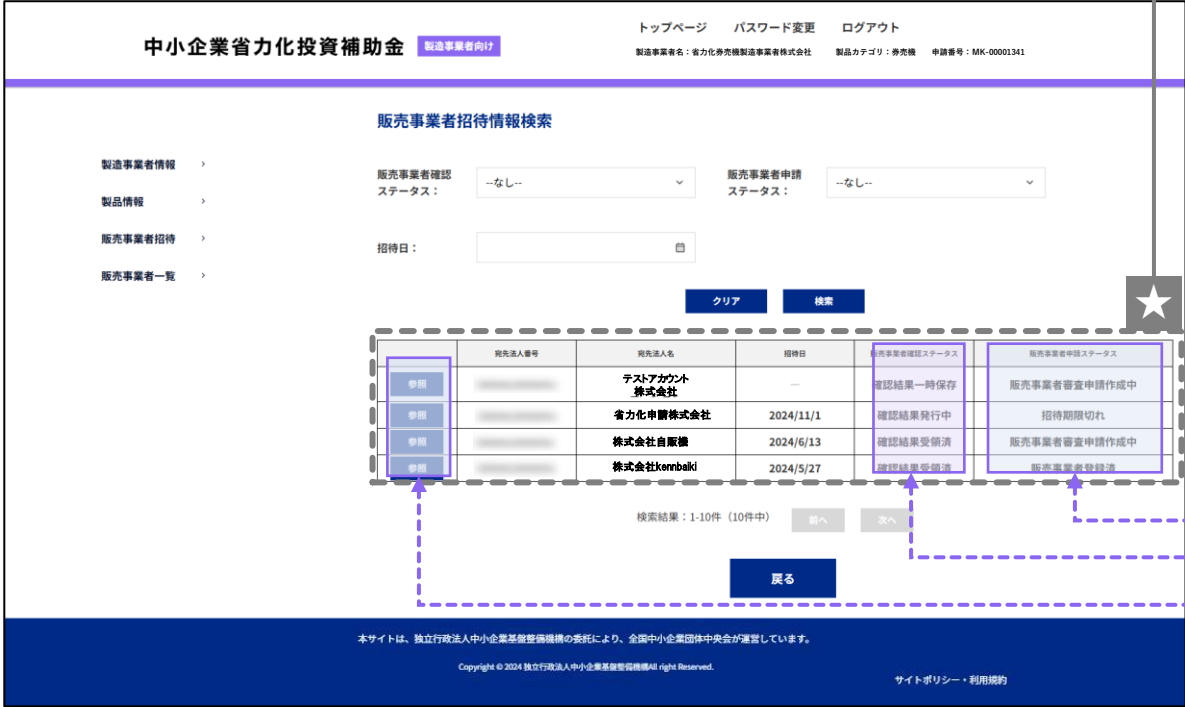 トップページ パスワード変更 ログアウト
中小企業省力化投資補助金 製造事業者向け
製造事業者名：省力化券売機製造事業者株式会社 製品カテゴリ：券売機 申請番号：MK-00001341
販売事業者招待情報検索
製造事業者情報 ›
製品情報 ›
販売事業者招待 ›
販売事業者一覧 ›
販売事業者確認
ステータス：
--なし--
販売事業者申請
ステータス：
--なし--
招待日：
クリア 検索
宛先法人番号 宛先法人名 招待日 販売事業者確認ステータス 販売事業者申請ステータス
参照 テストアカウント
株式会社 — 確認結果一時保存 販売事業者審査申請作成中
参照 省力化申請株式会社 2024/11/1 確認結果発行中 招待期限切れ
参照 株式会社自販機 2024/6/13 確認結果受領済 販売事業者審査申請作成中
参照 株式会社kennbaiki 2024/5/27 確認結果受領済 販売事業者登録済
検索結果：1-10件（10件中） 前へ 次へ
戻る
本サイトは、独立行政法人中小企業基盤整備機構の委託により、全国中小企業団体中央会が運営しています。
Copyright © 2024 独立行政法人中小企業基盤整備機構All right Reserved.
サイトポリシー・利用規約